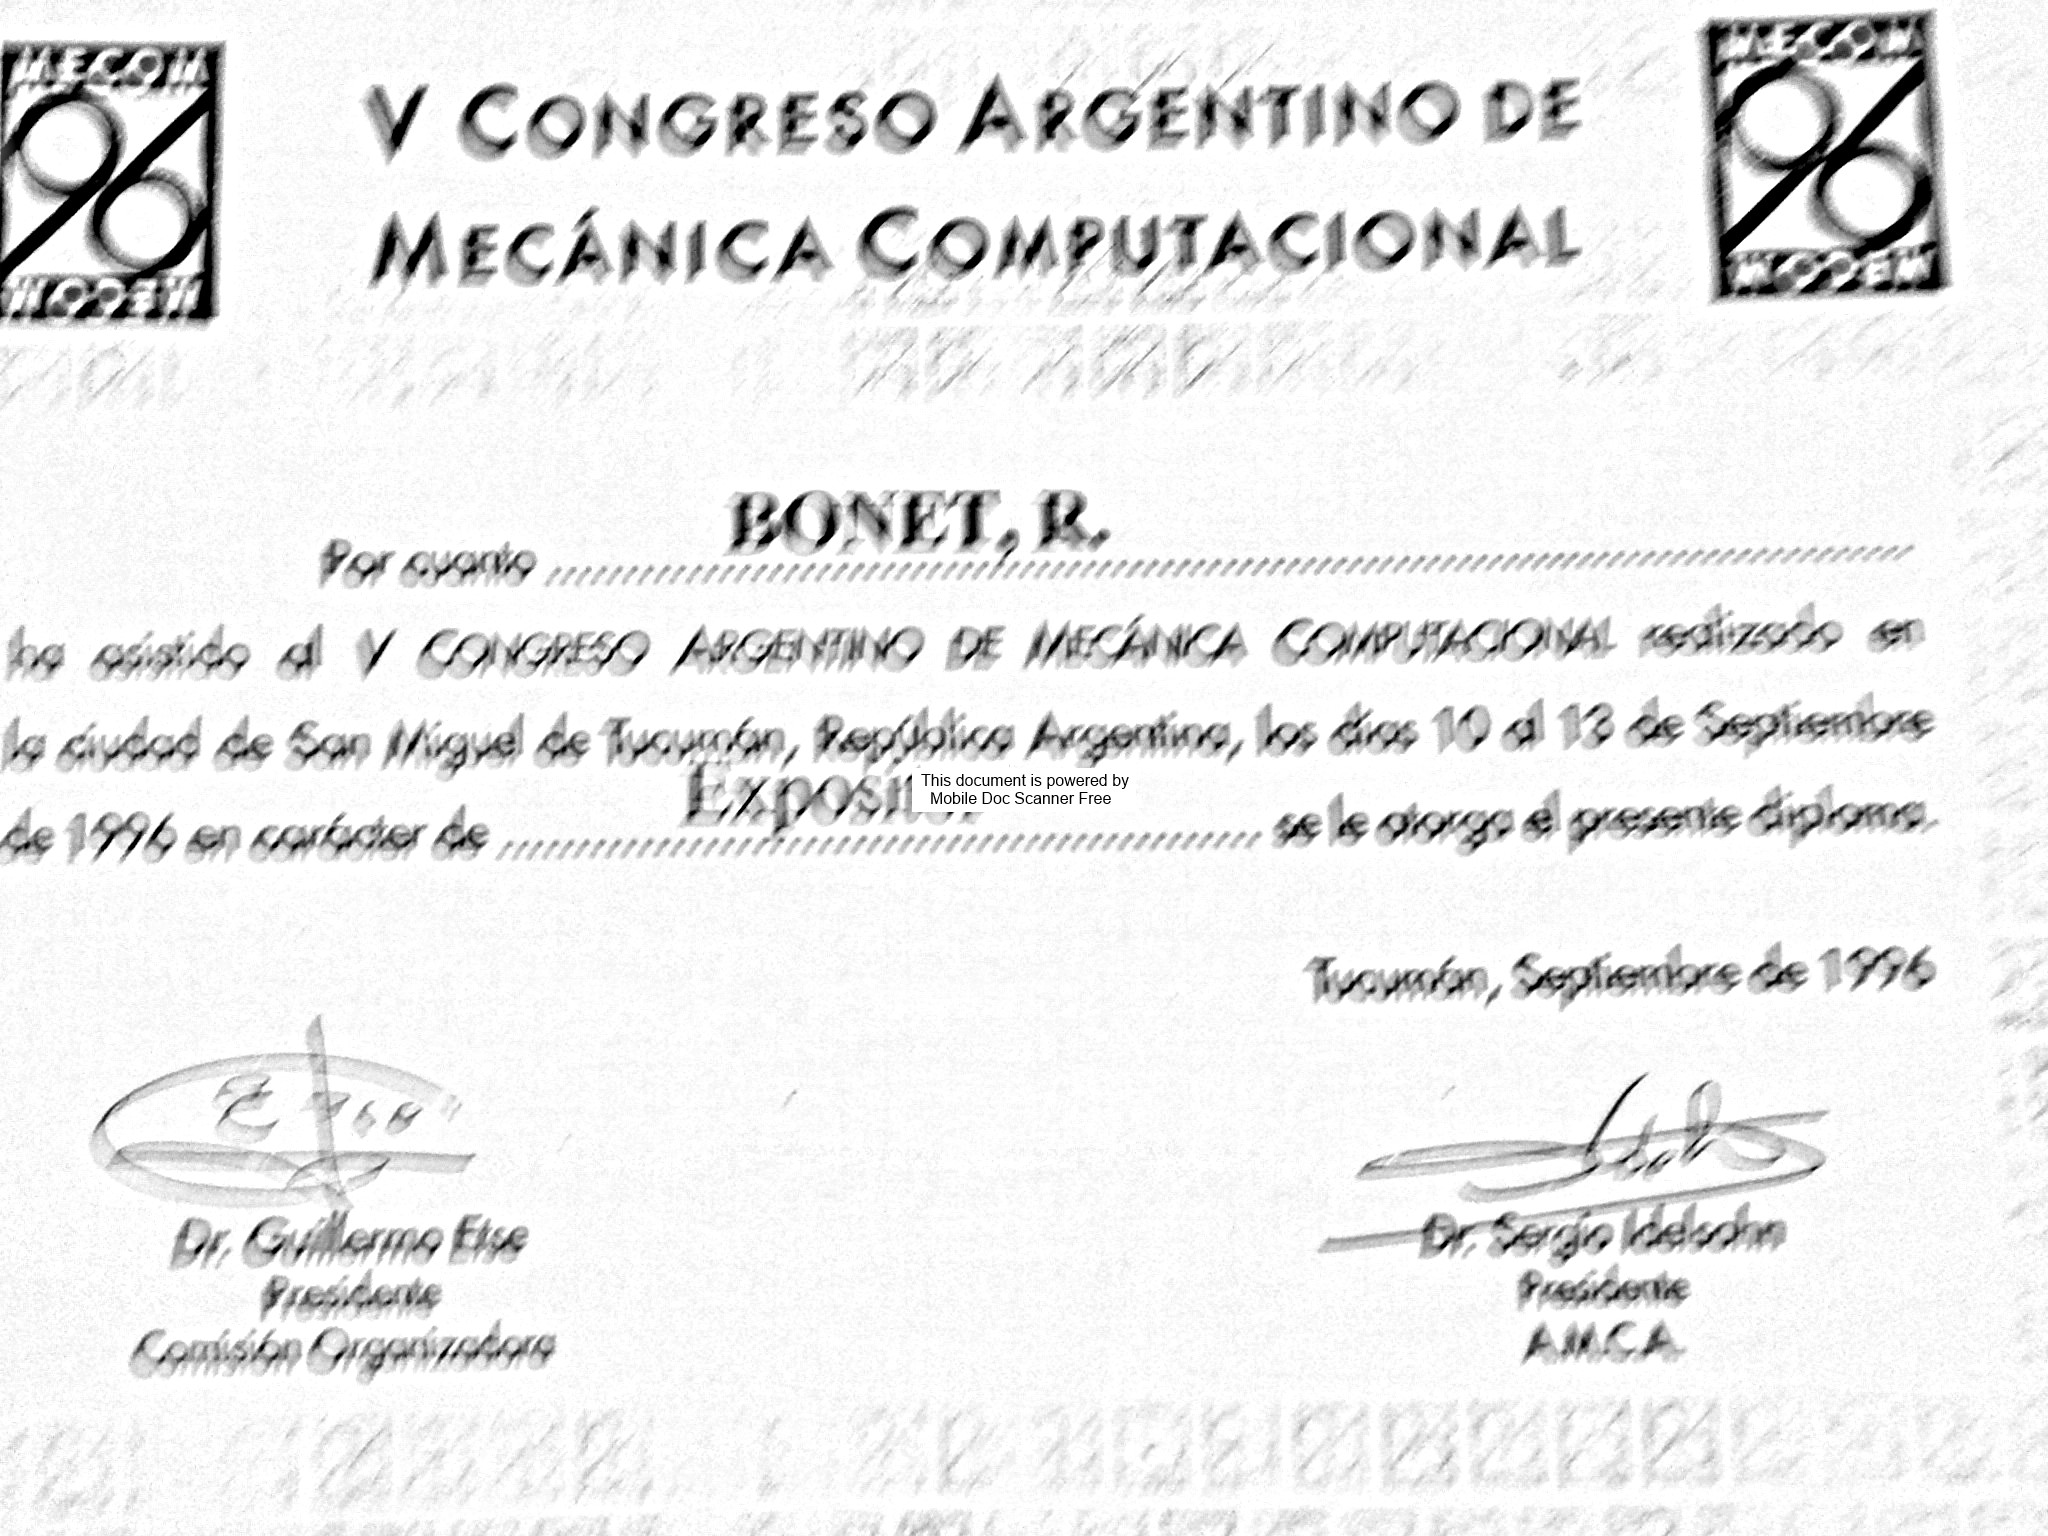 MECOM
96
MECOM
V CONGRESO ARGENTINO DE
MECÁNICA COMPUTACIONAL
MECOM
96
MECOM
BONET, R.
Por cuanto
ha asistido al V CONGRESO ARGENTINO DE MECÁNICA COMPUTACIONAL realizado en
la ciudad de San Miguel de Tucumán, República Argentina, los días 10 al 13 de Septiembre
This document is powered by
Mobile Doc Scanner Free
de 1996 en carácter de se le otorga el presente diploma.
Tucumán, Septiembre de 1996
Dr. Guillermo Etse
Presidente
Comisión Organizadora
Dr. Sergio Idelsohn
Presidente
A.M.C.A.